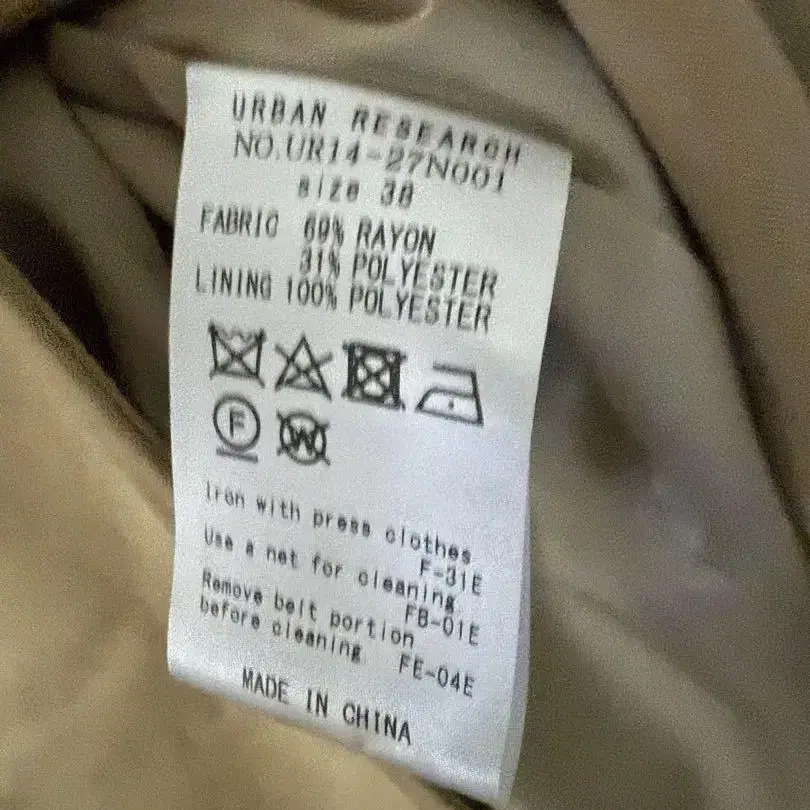 URBAN RESEARCH
NO.UR14-27N001
size 38
FABRIC 69% RAYON
31% POLYESTER
LINING 100% POLYESTER
F W
Iron with press clothes.
F-31E
Use a net for cleaning.
FB-01E
Remove belt portion
before cleaning. FE-04E
MADE IN CHINA